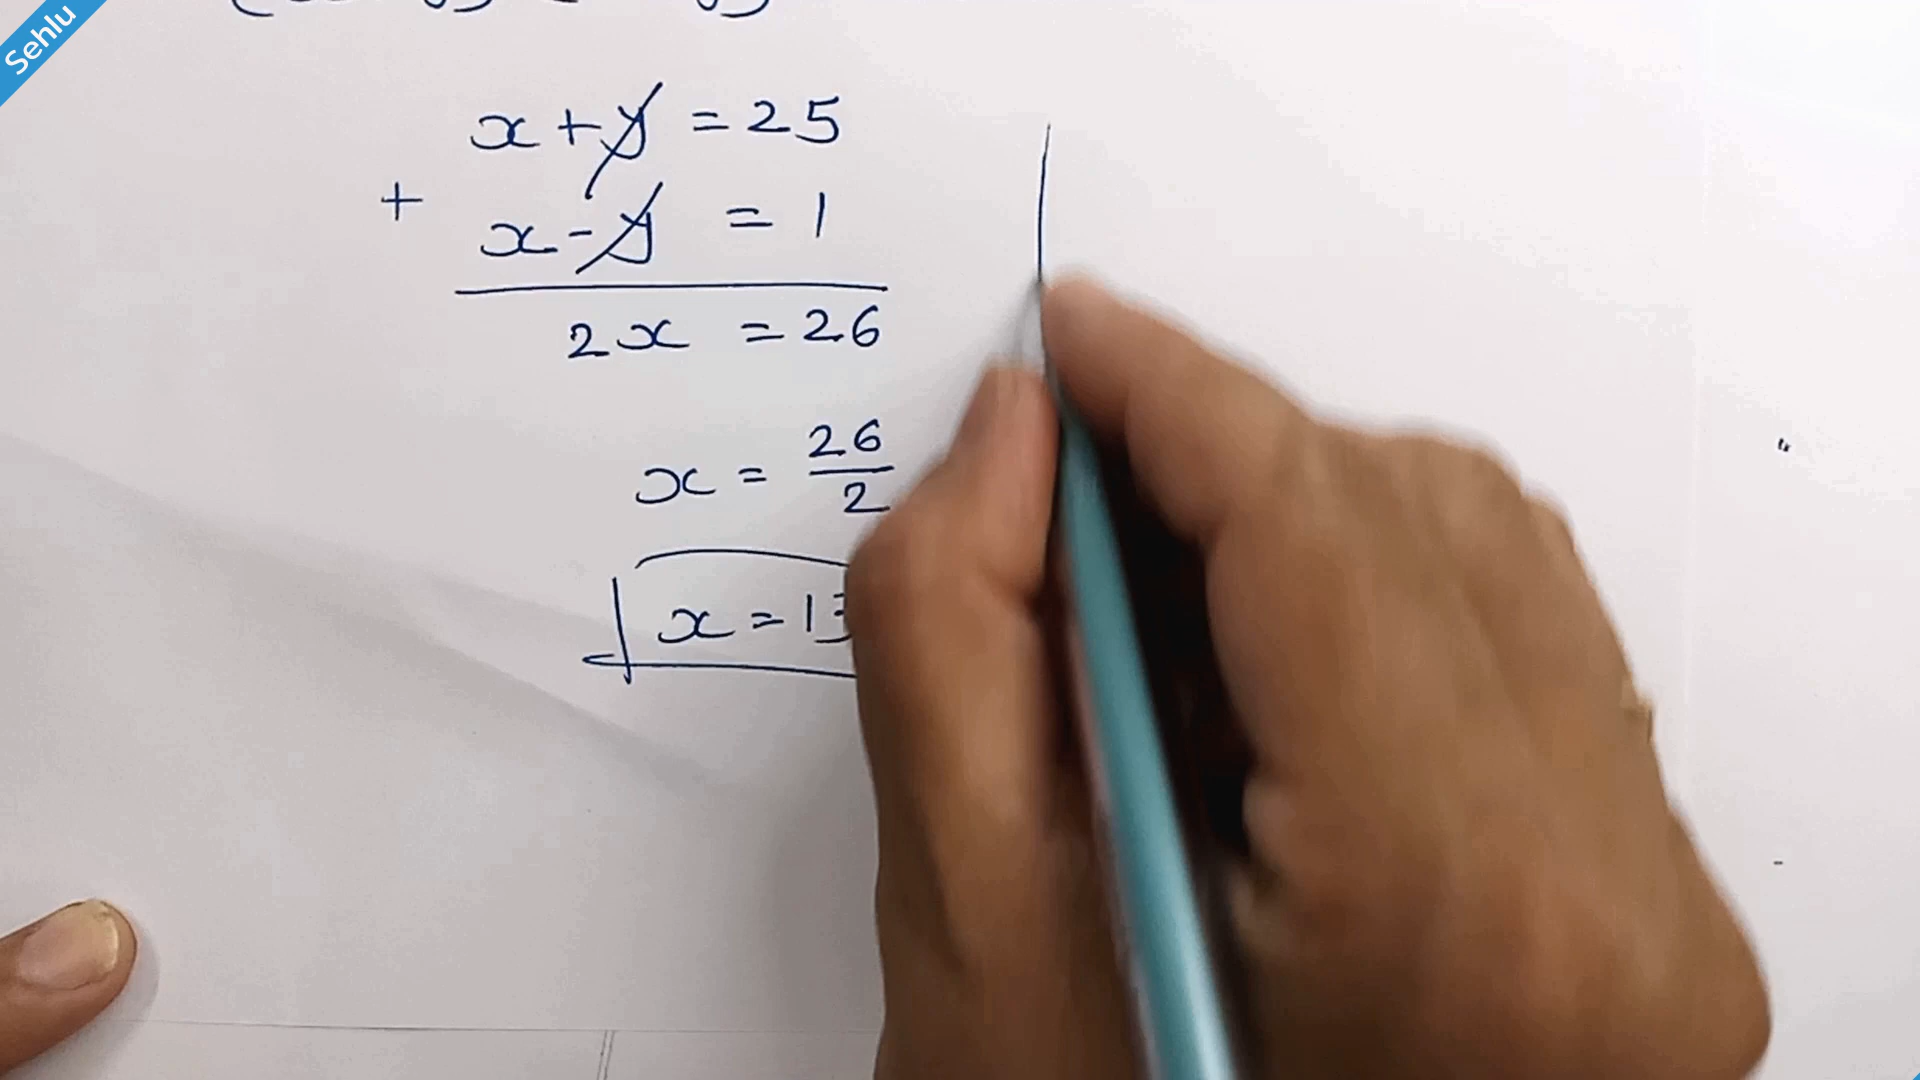 Sehlu
x + y = 25
+
x - y = 1
2x = 26
x = 26/2
x = 13